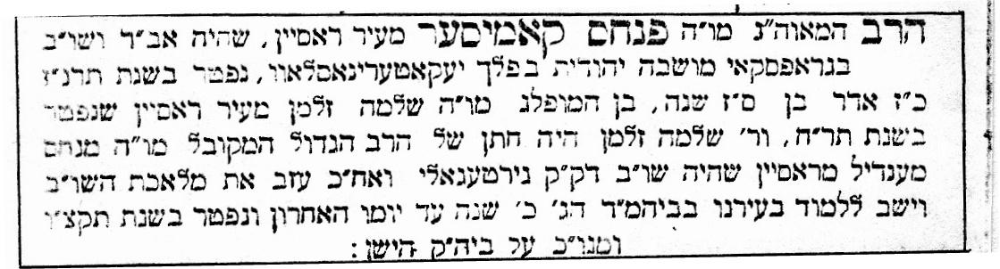 הרב המאוה״ג מו״ה פנחם קאמיסער מעיר ראסיין, שהיה אב״ד ושו״ב
בגראפסקאי מושבה יהודית בפלך יעקאטערינאסלאוו, נפטר בשנת תרנ״ז
כ״ז אדר בן ס״ז שנה, בן המופלג מו״ה שלמה זלמן מעיר ראסיין שנפטר
בשנת תר״ח, ור׳ שלמה זלמן היה חתן של הרב הגדול המקובל מו״ה מנחם
מענדיל מראסיין שהיה שו״ב דק״ק גירטענאלי ואח״כ עזב את מלאכת השו״ב
וישב ללמוד בעירנו בביהמ״ד הג׳ כ׳ שנה עד יומו האחרון ונפטר בשנת תקצ״ו
ומנו״כ על ביה״ק הישן: